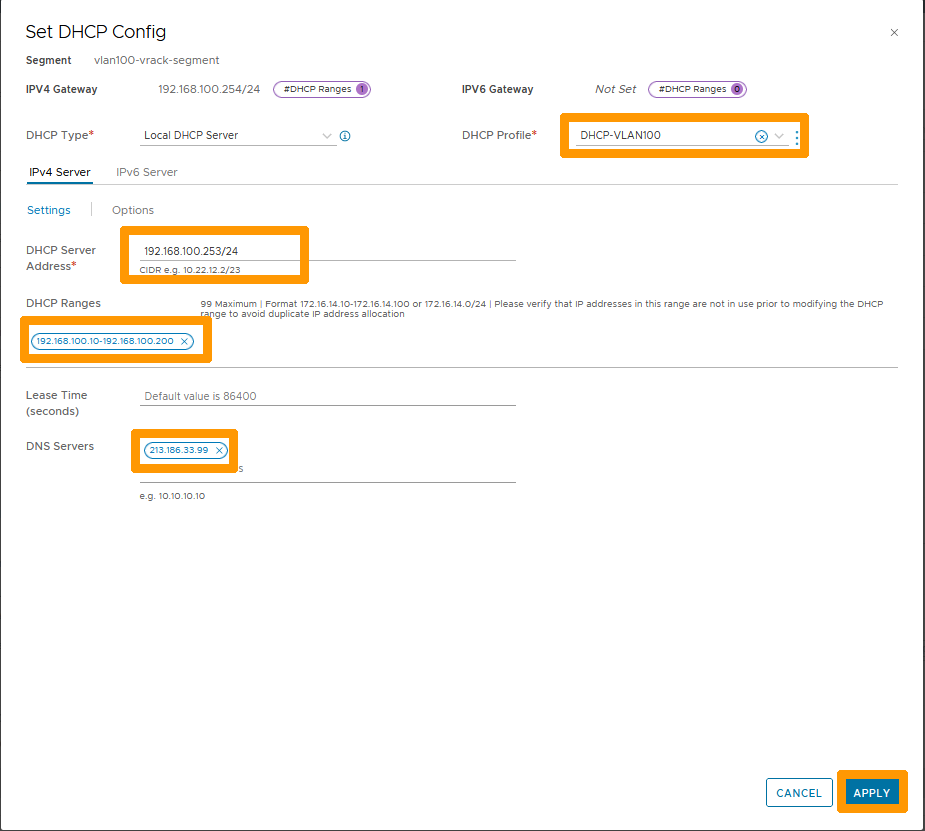 Set DHCP Config
Segment vlan100-vrack-segment
IPV4 Gateway 192.168.100.254/24 #DHCP Ranges 1 IPV6 Gateway Not Set #DHCP Ranges 0
DHCP Type* Local DHCP Server DHCP Profile* DHCP-VLAN100
IPv4 Server IPv6 Server
Settings Options
DHCP Server
Address*
192.168.100.253/24
CIDR e.g. 10.22.12.2/23
DHCP Ranges
99 Maximum | Format 172.16.14.10-172.16.14.100 or 172.16.14.0/24 | Please verify that IP addresses in this range are not in use prior to modifying the DHCP
range to avoid duplicate IP address allocation
192.168.100.10-192.168.100.200
Lease Time
(seconds)
Default value is 86400
DNS Servers
213.186.33.99
e.g. 10.10.10.10
CANCEL APPLY